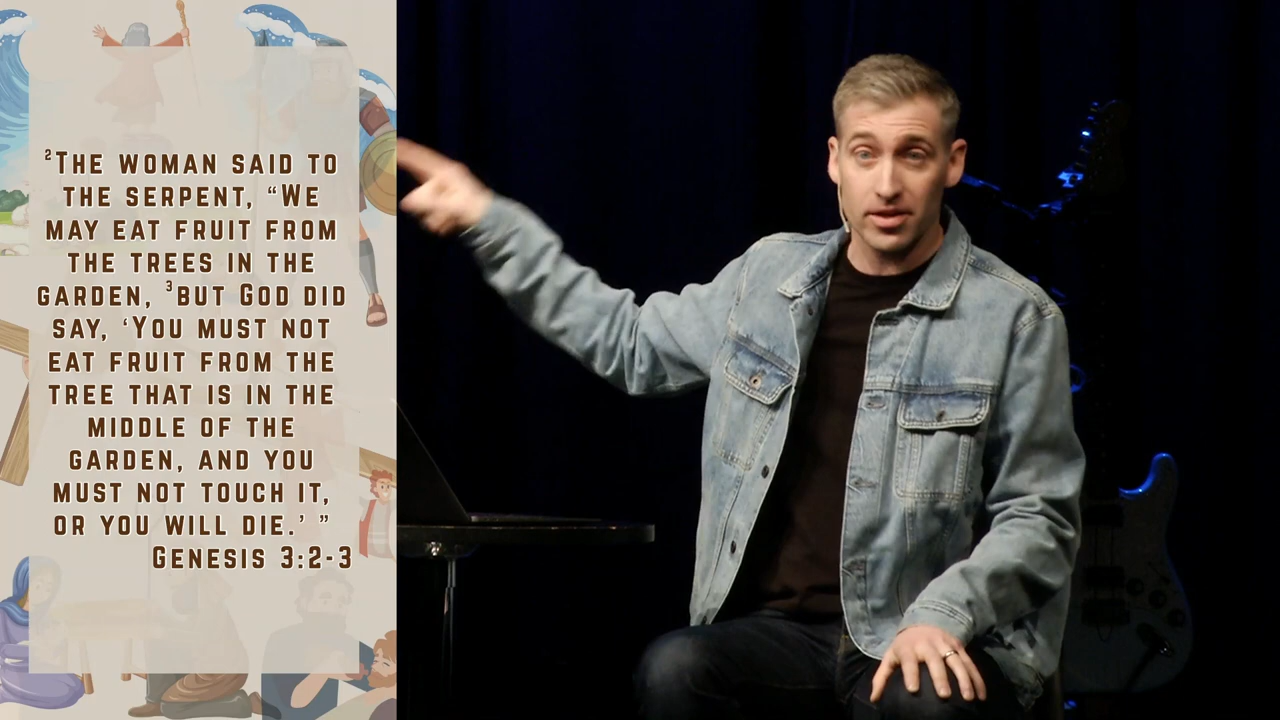 ²The woman said to
the serpent, “We
may eat fruit from
the trees in the
garden, ³but God did
say, ‘You must not
eat fruit from the
tree that is in the
middle of the
garden, and you
must not touch it,
or you will die.’ ”
Genesis 3:2-3